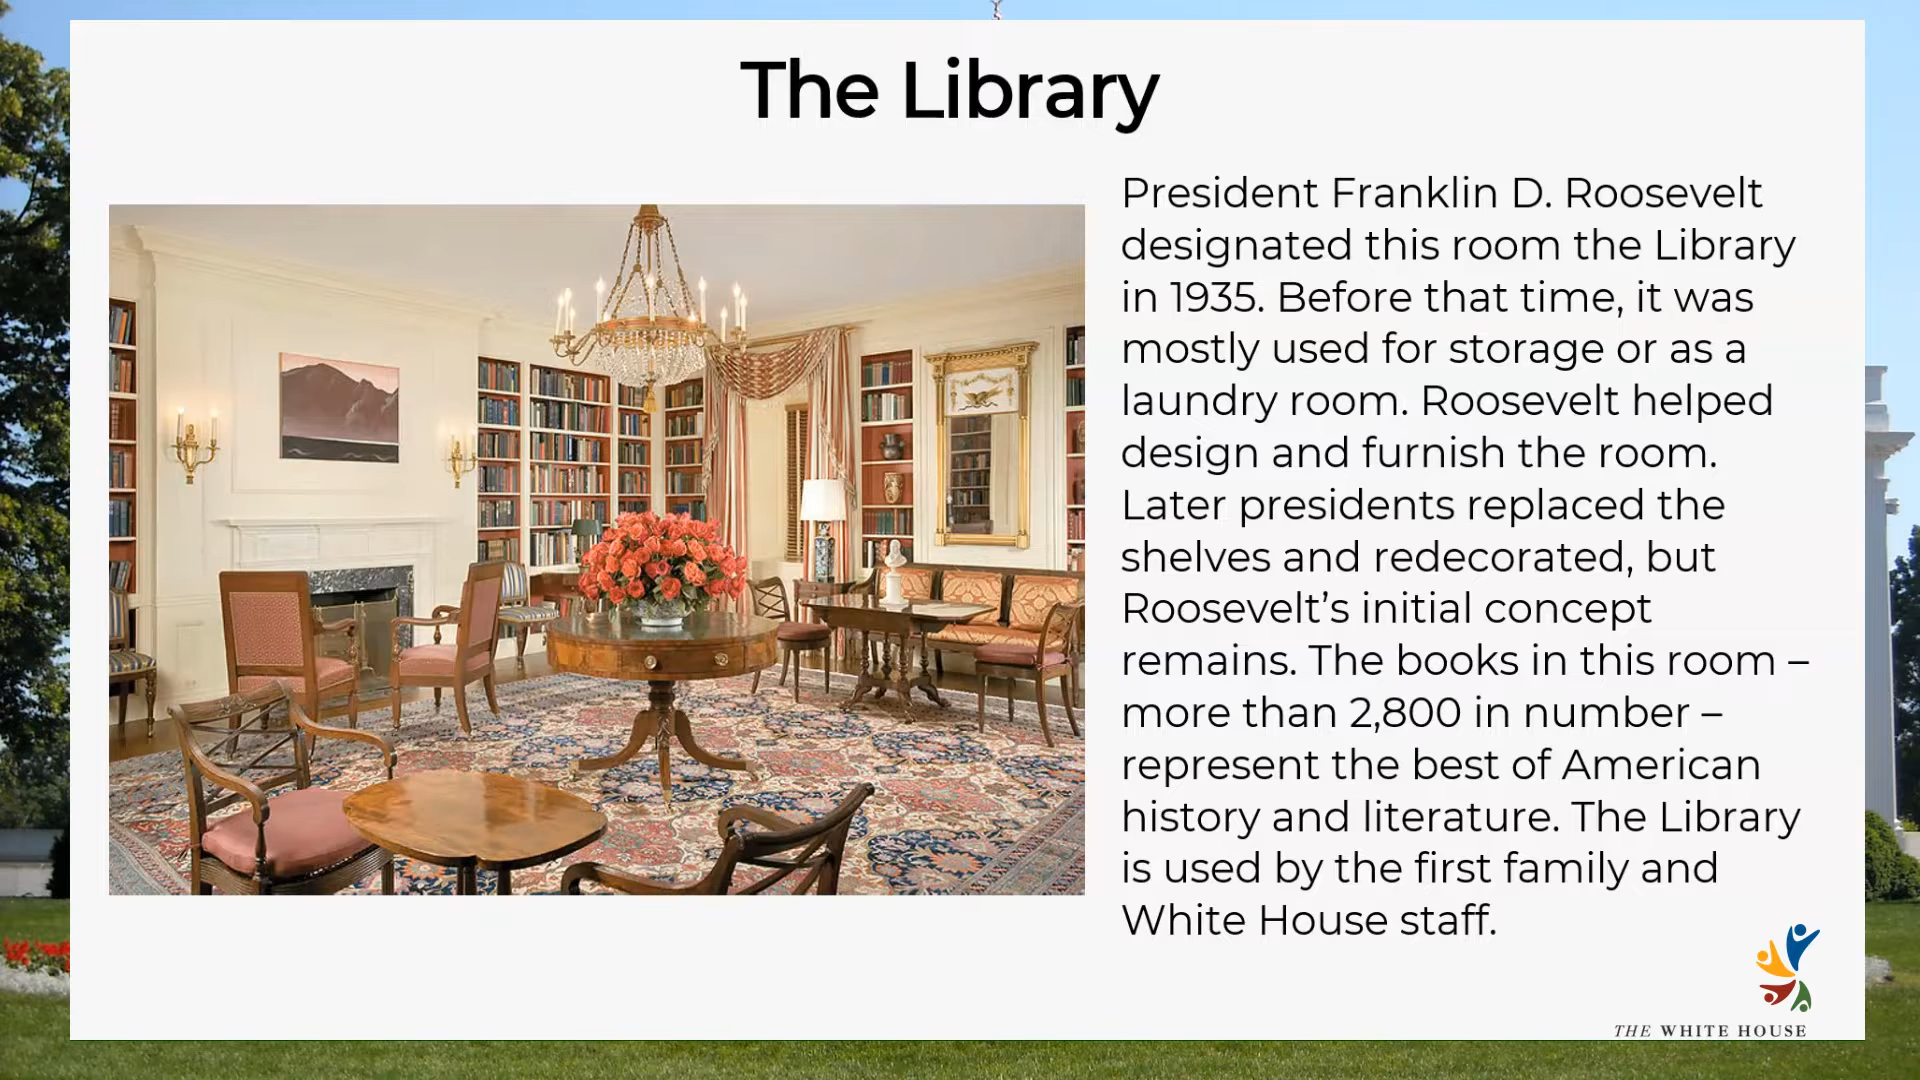 The Library
President Franklin D. Roosevelt
designated this room the Library
in 1935. Before that time, it was
mostly used for storage or as a
laundry room. Roosevelt helped
design and furnish the room.
Later presidents replaced the
shelves and redecorated, but
Roosevelt’s initial concept
remains. The books in this room –
more than 2,800 in number –
represent the best of American
history and literature. The Library
is used by the first family and
White House staff.
THE WHITE HOUSE